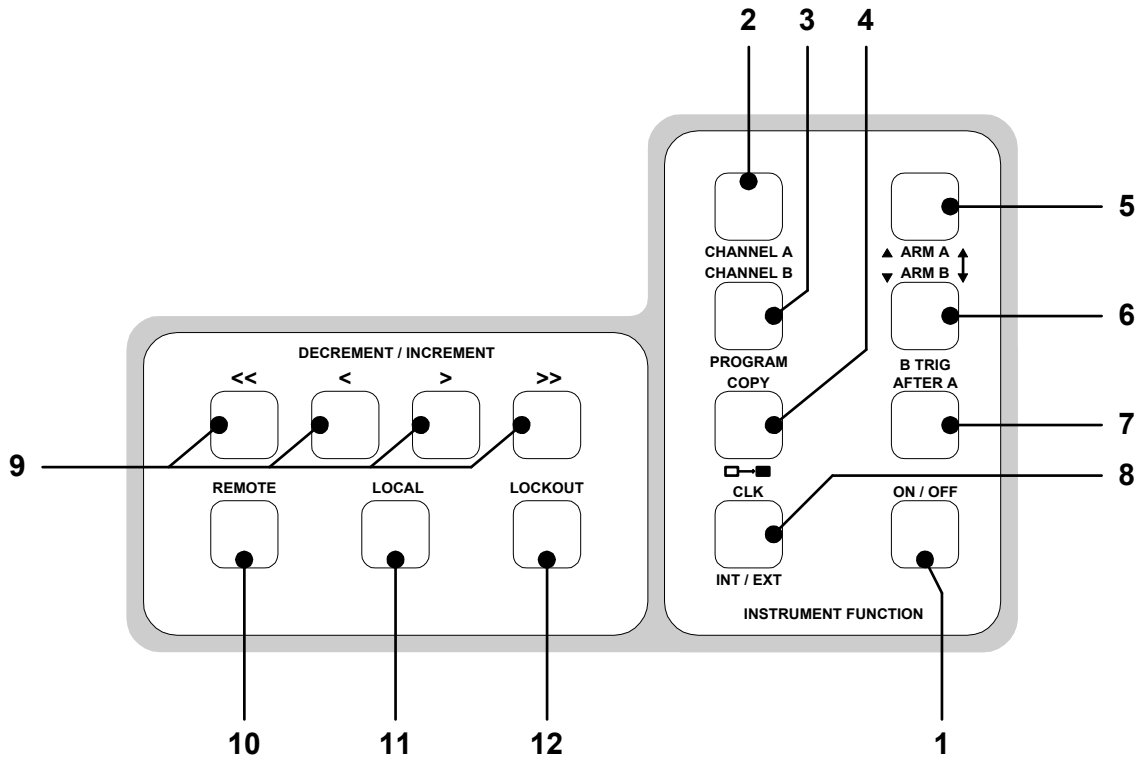 2 3 4
5
CHANNEL A
CHANNEL B
▲ ARM A
▼ ARM B
6
DECREMENT / INCREMENT
<< < > >>
PROGRAM
COPY
B TRIG
AFTER A
7
9
8
REMOTE LOCAL LOCKOUT
CLK
ON / OFF
INT / EXT
INSTRUMENT FUNCTION
10 11 12 1